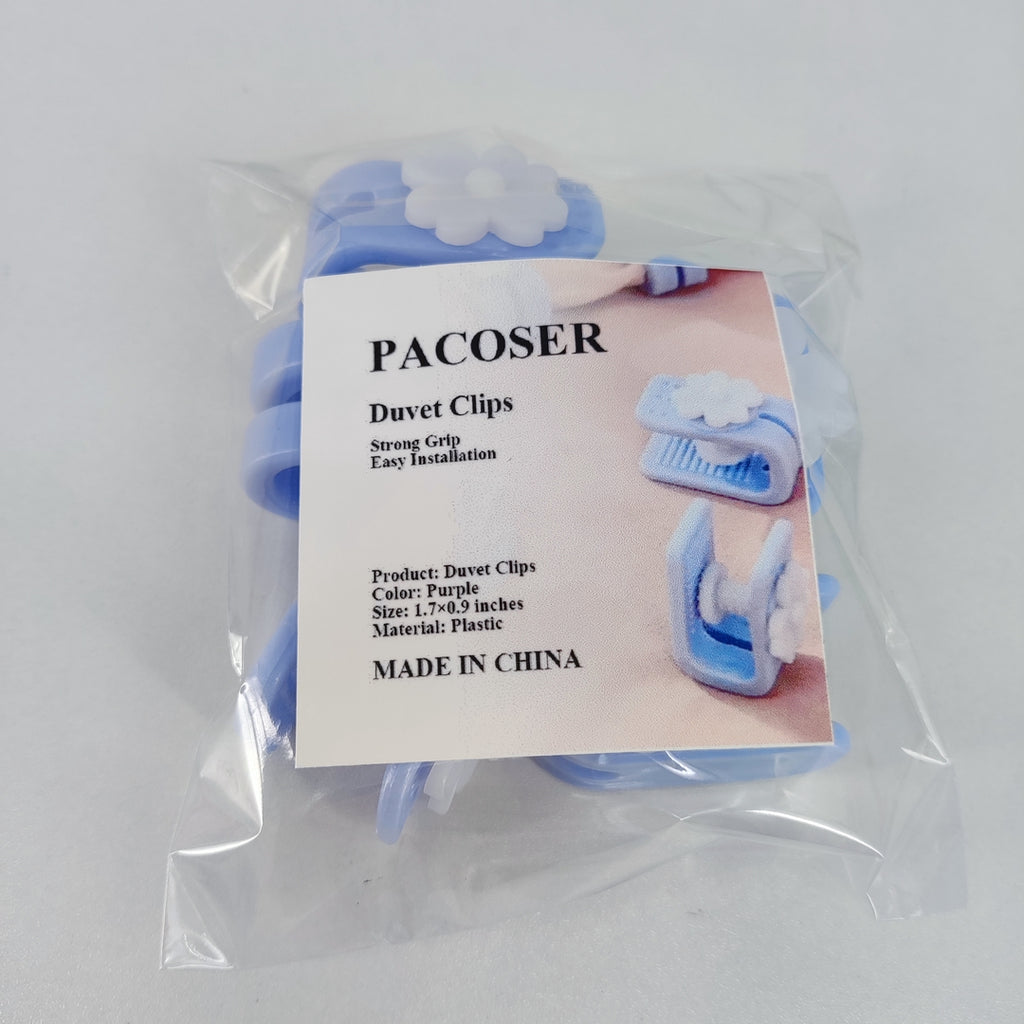 PACOSER
Duvet Clips
Strong Grip
Easy Installation
Product: Duvet Clips
Color: Purple
Size: 1.7×0.9 inches
Material: Plastic
MADE IN CHINA